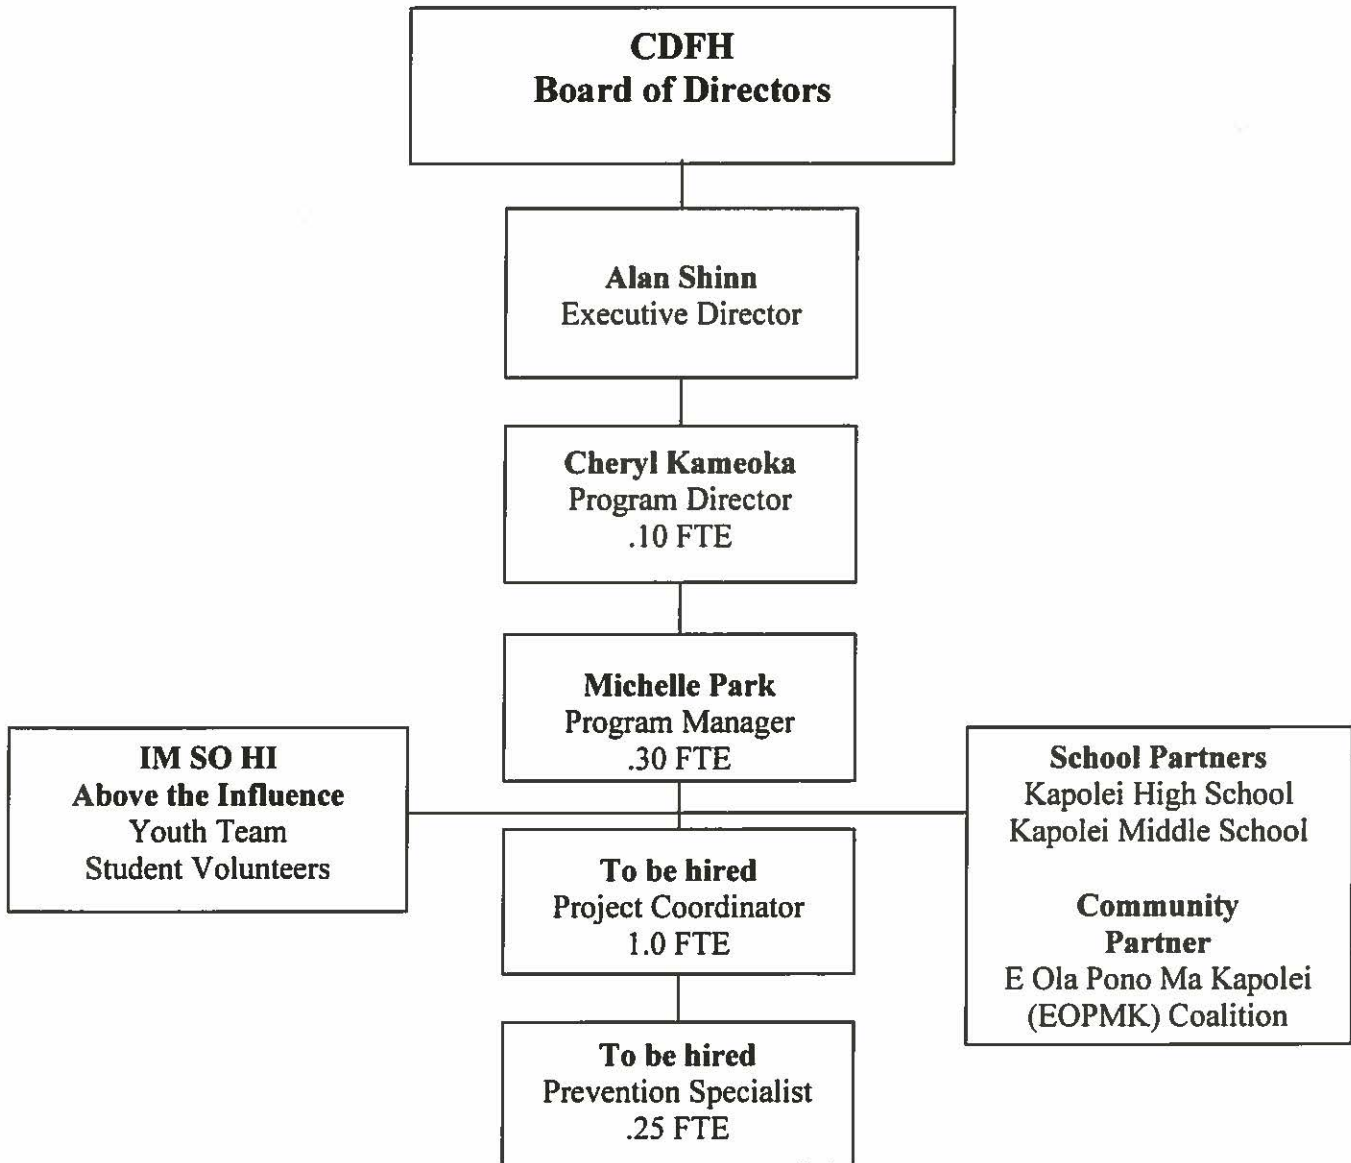 CDFH
Board of Directors
Alan Shinn
Executive Director
Cheryl Kameoka
Program Director
.10 FTE
Michelle Park
Program Manager
.30 FTE
IM SO HI
Above the Influence
Youth Team
Student Volunteers
School Partners
Kapolei High School
Kapolei Middle School
Community
Partner
E Ola Pono Ma Kapolei
(EOPMK) Coalition
To be hired
Project Coordinator
1.0 FTE
To be hired
Prevention Specialist
.25 FTE